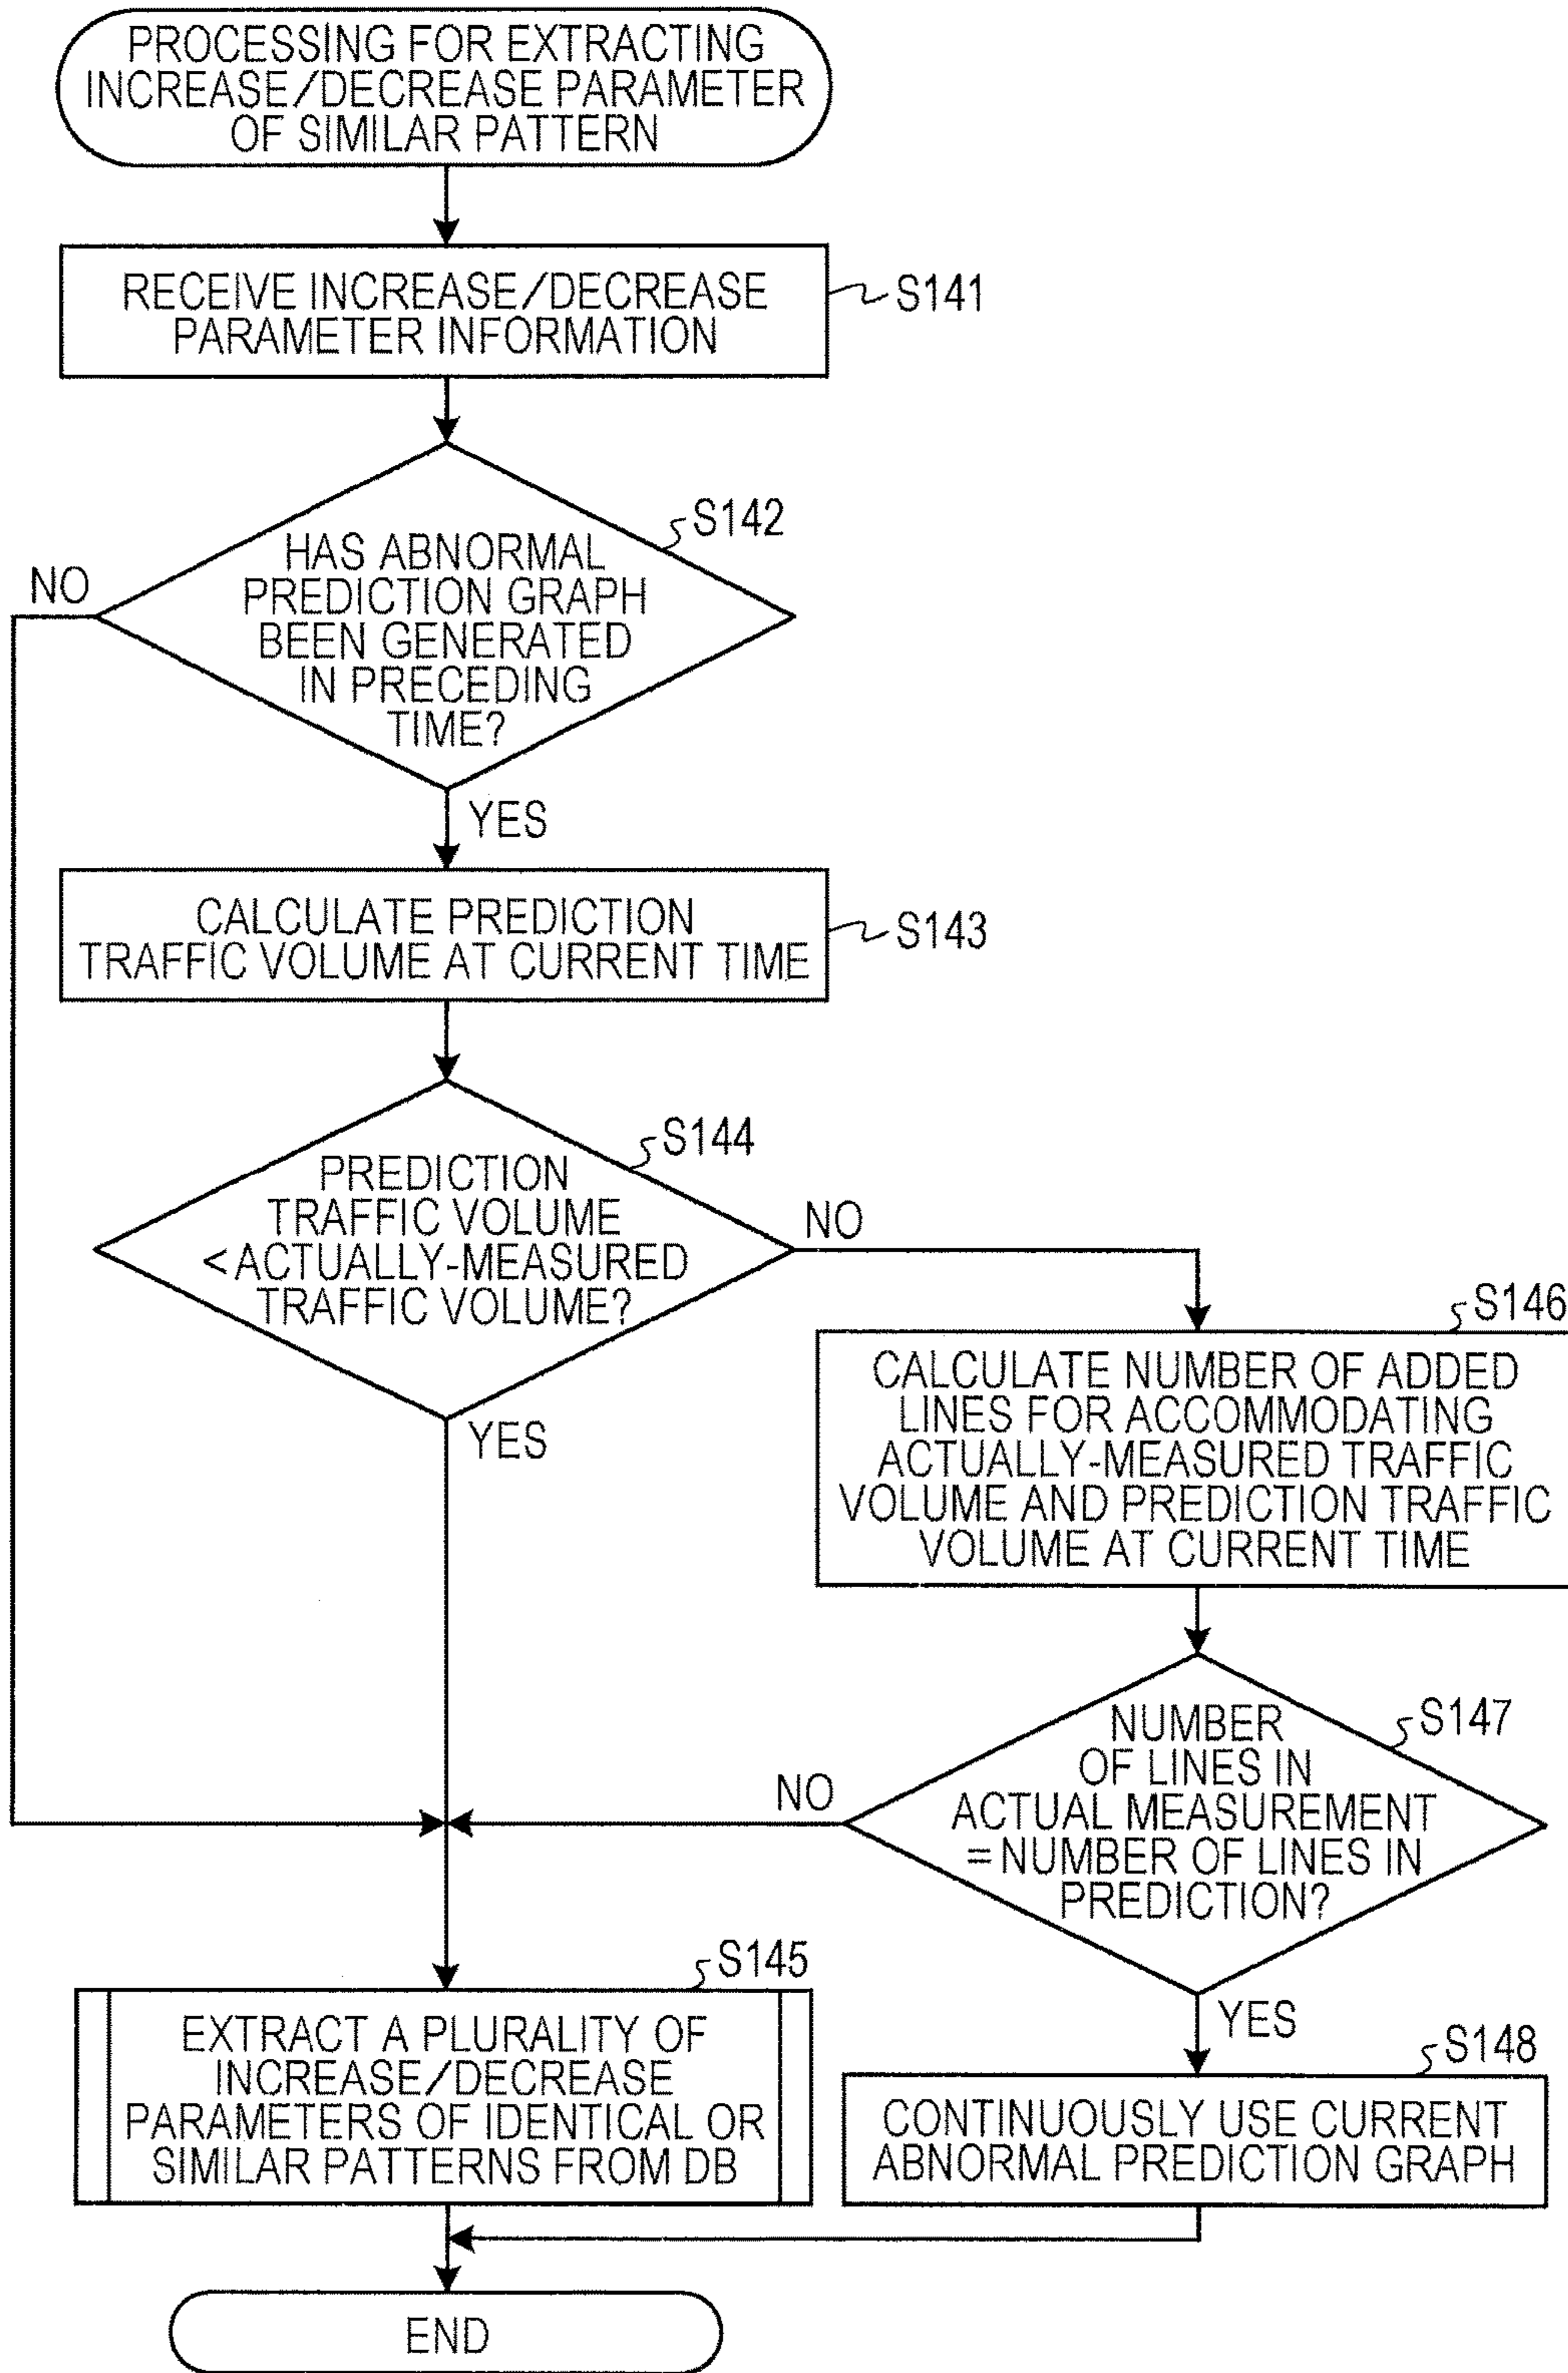 PROCESSING FOR EXTRACTING
INCREASE/DECREASE PARAMETER
OF SIMILAR PATTERN
RECEIVE INCREASE/DECREASE
PARAMETER INFORMATION
S141
S142
HAS ABNORMAL
PREDICTION GRAPH
BEEN GENERATED
IN PRECEDING
TIME?
NO
YES
CALCULATE PREDICTION
TRAFFIC VOLUME AT CURRENT TIME
S143
S144
PREDICTION
TRAFFIC VOLUME
< ACTUALLY-MEASURED
TRAFFIC VOLUME?
NO
YES
S146
CALCULATE NUMBER OF ADDED
LINES FOR ACCOMMODATING
ACTUALLY-MEASURED TRAFFIC
VOLUME AND PREDICTION TRAFFIC
VOLUME AT CURRENT TIME
S147
NUMBER
OF LINES IN
ACTUAL MEASUREMENT
= NUMBER OF LINES IN
PREDICTION?
NO
YES
S145
EXTRACT A PLURALITY OF
INCREASE/DECREASE
PARAMETERS OF IDENTICAL OR
SIMILAR PATTERNS FROM DB
S148
CONTINUOUSLY USE CURRENT
ABNORMAL PREDICTION GRAPH
END